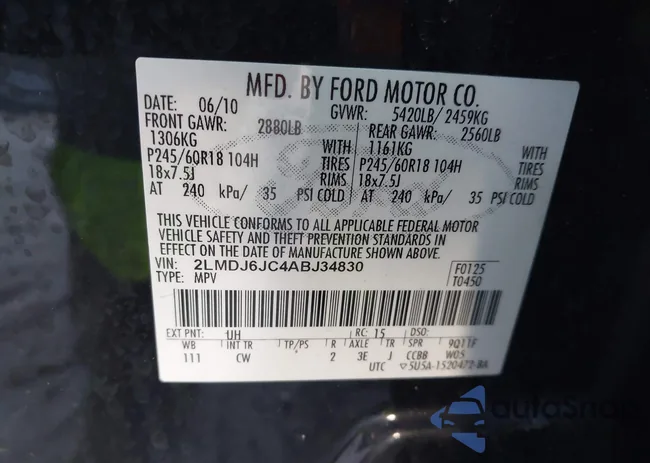 MFD. BY FORD MOTOR CO.
DATE: 06/10 GVWR: 5420LB/ 2459KG
FRONT GAWR: 2880LB REAR GAWR: 2560LB
1306KG WITH 1161KG WITH
P245/60R18 104H TIRES P245/60R18 104H TIRES
18x7.5J RIMS 18x7.5J RIMS
AT 240 kPa/ 35 PSI COLD AT 240 kPa/ 35 PSI COLD
THIS VEHICLE CONFORMS TO ALL APPLICABLE FEDERAL MOTOR
VEHICLE SAFETY AND THEFT PREVENTION STANDARDS IN
EFFECT ON THE DATE OF MANUFACTURE SHOWN ABOVE.
VIN: 2LMDJ6JC4ABJ34830 F0125
TYPE: MPV T0450
EXT PNT: UH RC: 15 DSO:
WB INT TR TP/PS R AXLE TR SPR 9Q11F
111 CW 2 3E J CCBB W05
UTC ▽5U5A-1520472-BA
Ford
autoSnap